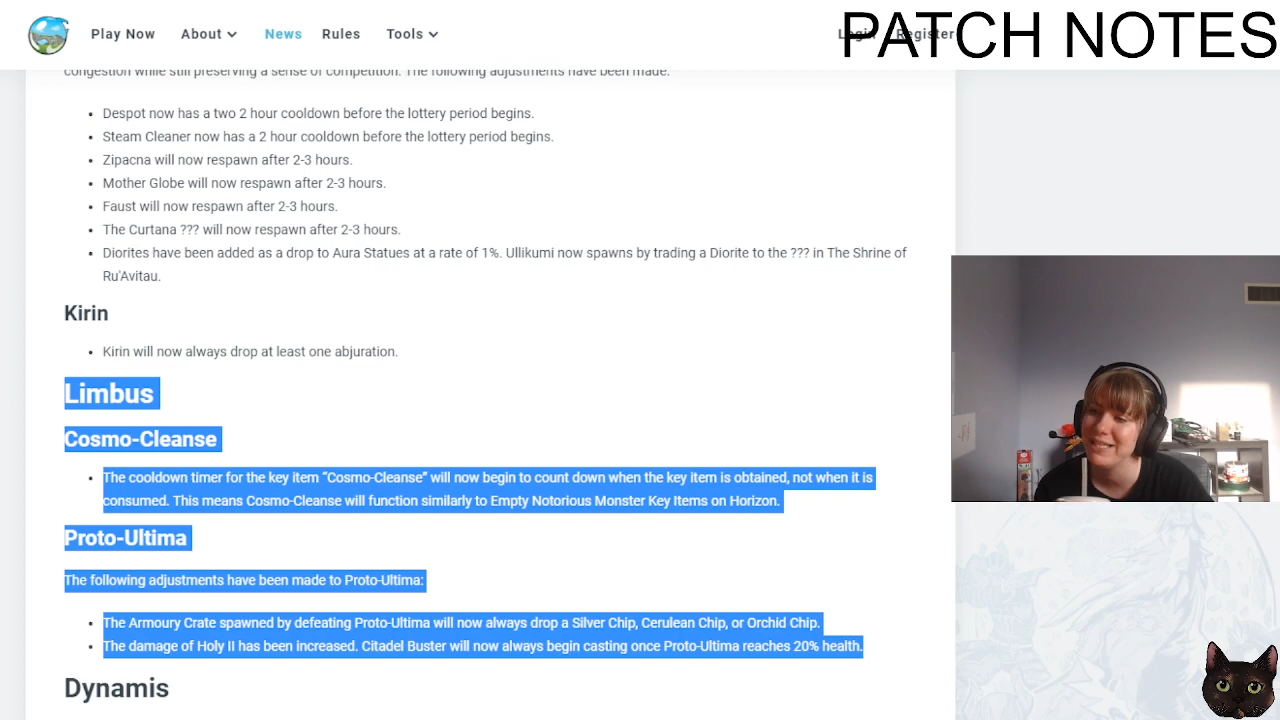 Play Now About News Rules Tools Login Register
PATCH NOTES
congestion while still preserving a sense of competition. The following adjustments have been made:
Despot now has a two 2 hour cooldown before the lottery period begins.
Steam Cleaner now has a 2 hour cooldown before the lottery period begins.
Zipacna will now respawn after 2-3 hours.
Mother Globe will now respawn after 2-3 hours.
Faust will now respawn after 2-3 hours.
The Curtana ??? will now respawn after 2-3 hours.
Diorites have been added as a drop to Aura Statues at a rate of 1%. Ullikumi now spawns by trading a Diorite to the ??? in The Shrine of
Ru'Avitau.
Kirin
Kirin will now always drop at least one abjuration.
Limbus
Cosmo-Cleanse
The cooldown timer for the key item “Cosmo-Cleanse” will now begin to count down when the key item is obtained, not when it is
consumed. This means Cosmo-Cleanse will function similarly to Empty Notorious Monster Key Items on Horizon.
Proto-Ultima
The following adjustments have been made to Proto-Ultima:
The Armoury Crate spawned by defeating Proto-Ultima will now always drop a Silver Chip, Cerulean Chip, or Orchid Chip.
The damage of Holy II has been increased. Citadel Buster will now always begin casting once Proto-Ultima reaches 20% health.
Dynamis